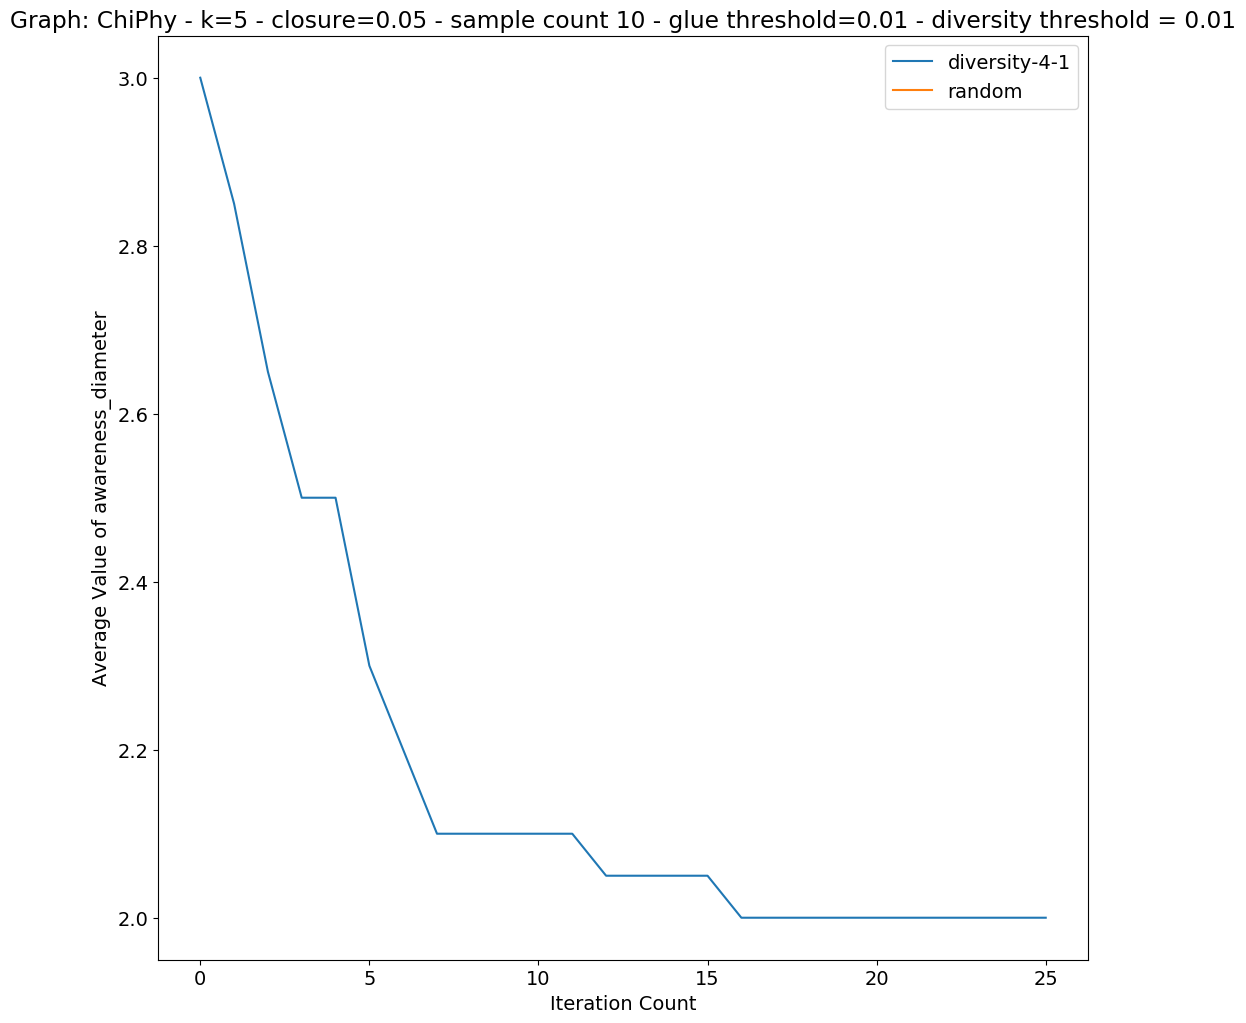 Graph: ChiPhy - k=5 - closure=0.05 - sample count 10 - glue threshold=0.01 - diversity threshold = 0.01
diversity-4-1
random
Average Value of awareness_diameter
3.0
2.8
2.6
2.4
2.2
2.0
0 5 10 15 20 25
Iteration Count